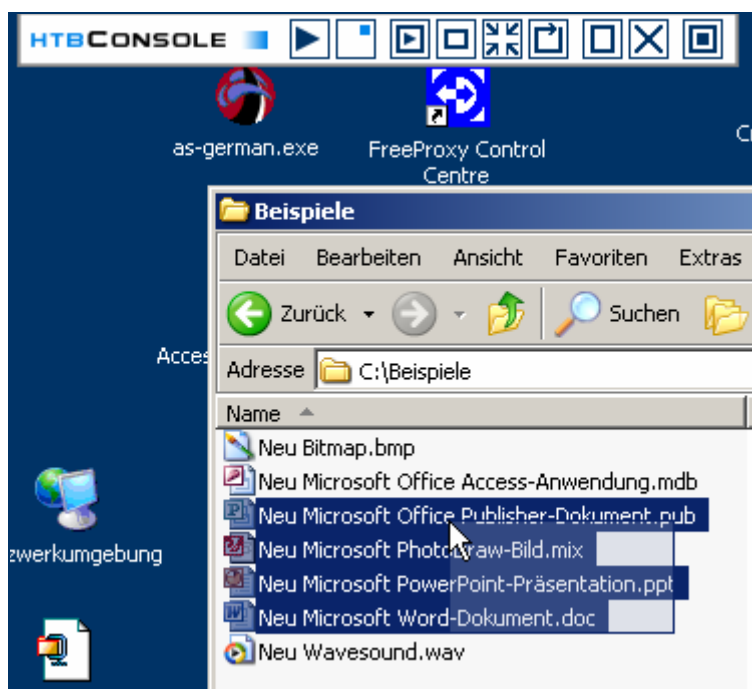 HTBCONSOLE
as-german.exe
FreeProxy Control
Centre
Beispiele
Datei Bearbeiten Ansicht Favoriten Extras
Zurück Suchen
Acces
Adresse C:\Beispiele
Name
Neu Bitmap.bmp
Neu Microsoft Office Access-Anwendung.mdb
Neu Microsoft Office Publisher-Dokument.pub
Neu Microsoft PhotoDraw-Bild.mix
zwerkumgebung
Neu Microsoft PowerPoint-Präsentation.ppt
Neu Microsoft Word-Dokument.doc
Neu Wavesound.wav